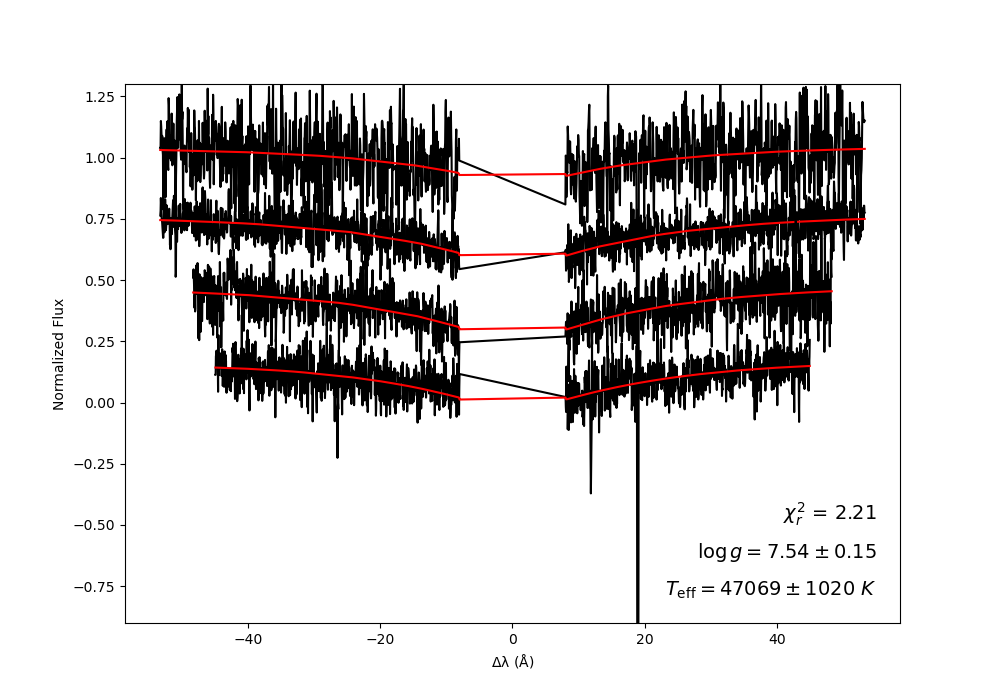 1.25
1.00
0.75
0.50
0.25
0.00
−0.25
−0.50
−0.75
Normalized Flux
χ²ᵣ = 2.21
log g = 7.54 ± 0.15
T_eff = 47069 ± 1020 K
−40 −20 0 20 40
Δλ (Å)